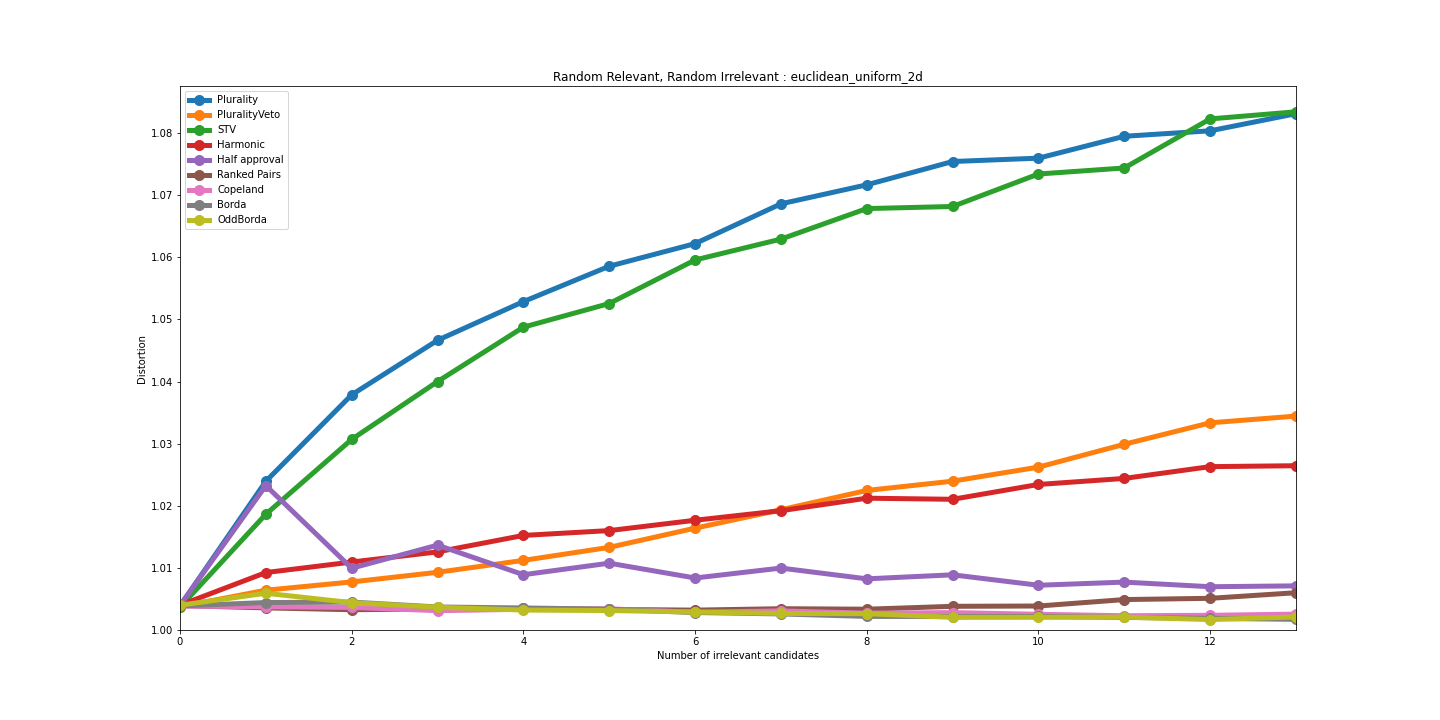 Random Relevant, Random Irrelevant : euclidean_uniform_2d
Plurality
PluralityVeto
STV
Harmonic
Half approval
Ranked Pairs
Copeland
Borda
OddBorda
1.08
1.07
1.06
1.05
1.04
1.03
1.02
1.01
1.00
Distortion
0 2 4 6 8 10 12
Number of irrelevant candidates